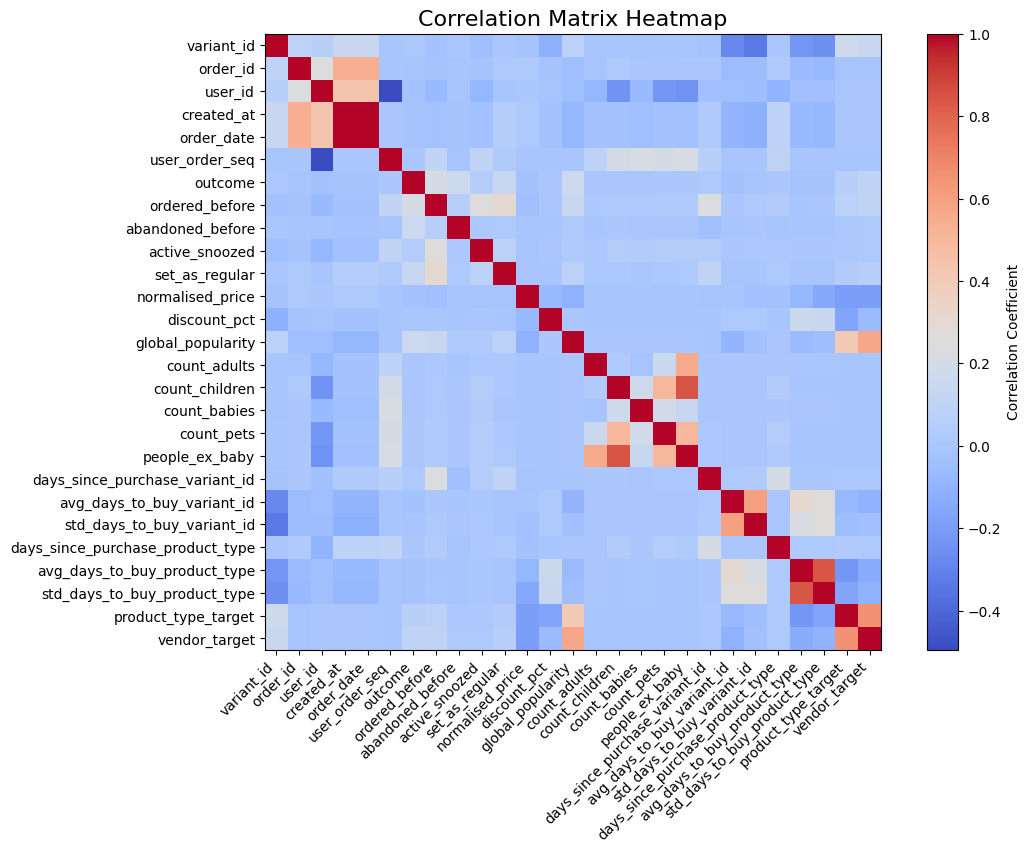 Correlation Matrix Heatmap
variant_id
order_id
user_id
created_at
order_date
user_order_seq
outcome
ordered_before
abandoned_before
active_snoozed
set_as_regular
normalised_price
discount_pct
global_popularity
count_adults
count_children
count_babies
count_pets
people_ex_baby
days_since_purchase_variant_id
avg_days_to_buy_variant_id
std_days_to_buy_variant_id
days_since_purchase_product_type
avg_days_to_buy_product_type
std_days_to_buy_product_type
product_type_target
vendor_target
variant_id
order_id
user_id
created_at
order_date
user_order_seq
outcome
ordered_before
abandoned_before
active_snoozed
set_as_regular
normalised_price
discount_pct
global_popularity
count_adults
count_children
count_babies
count_pets
people_ex_baby
days_since_purchase_variant_id
avg_days_to_buy_variant_id
std_days_to_buy_variant_id
days_since_purchase_product_type
avg_days_to_buy_product_type
std_days_to_buy_product_type
product_type_target
vendor_target
1.0
0.8
0.6
0.4
0.2
0.0
−0.2
−0.4
Correlation Coefficient